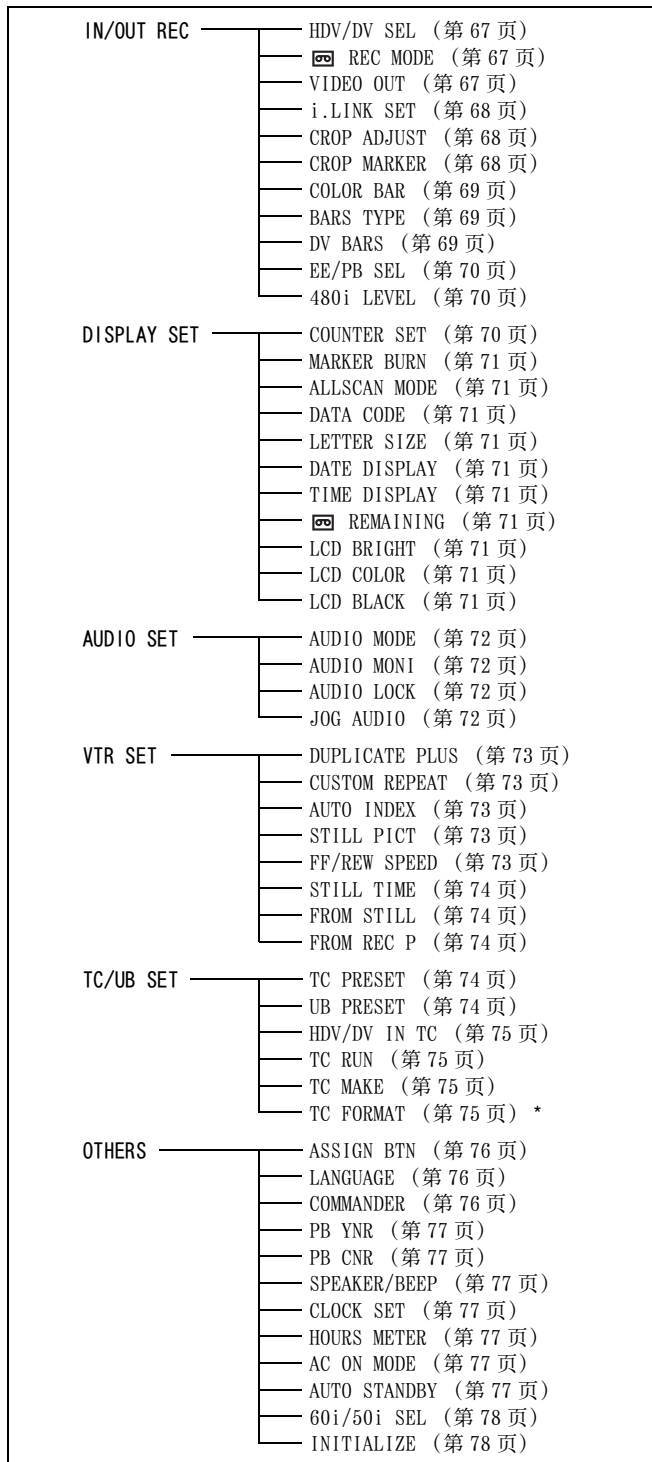 IN/OUT REC HDV/DV SEL （第 67 页）
REC MODE （第 67 页）
VIDEO OUT （第 67 页）
i.LINK SET （第 68 页）
CROP ADJUST （第 68 页）
CROP MARKER （第 68 页）
COLOR BAR （第 69 页）
BARS TYPE （第 69 页）
DV BARS （第 69 页）
EE/PB SEL （第 70 页）
480i LEVEL （第 70 页）
DISPLAY SET COUNTER SET （第 70 页）
MARKER BURN （第 71 页）
ALLSCAN MODE （第 71 页）
DATA CODE （第 71 页）
LETTER SIZE （第 71 页）
DATE DISPLAY （第 71 页）
TIME DISPLAY （第 71 页）
REMAINING （第 71 页）
LCD BRIGHT （第 71 页）
LCD COLOR （第 71 页）
LCD BLACK （第 71 页）
AUDIO SET AUDIO MODE （第 72 页）
AUDIO MONI （第 72 页）
AUDIO LOCK （第 72 页）
JOG AUDIO （第 72 页）
VTR SET DUPLICATE PLUS （第 73 页）
CUSTOM REPEAT （第 73 页）
AUTO INDEX （第 73 页）
STILL PICT （第 73 页）
FF/REW SPEED （第 73 页）
STILL TIME （第 74 页）
FROM STILL （第 74 页）
FROM REC P （第 74 页）
TC/UB SET TC PRESET （第 74 页）
UB PRESET （第 74 页）
HDV/DV IN TC （第 75 页）
TC RUN （第 75 页）
TC MAKE （第 75 页）
TC FORMAT （第 75 页） *
OTHERS ASSIGN BTN （第 76 页）
LANGUAGE （第 76 页）
COMMANDER （第 76 页）
PB YNR （第 77 页）
PB CNR （第 77 页）
SPEAKER/BEEP （第 77 页）
CLOCK SET （第 77 页）
HOURS METER （第 77 页）
AC ON MODE （第 77 页）
AUTO STANDBY （第 77 页）
60i/50i SEL （第 78 页）
INITIALIZE （第 78 页）